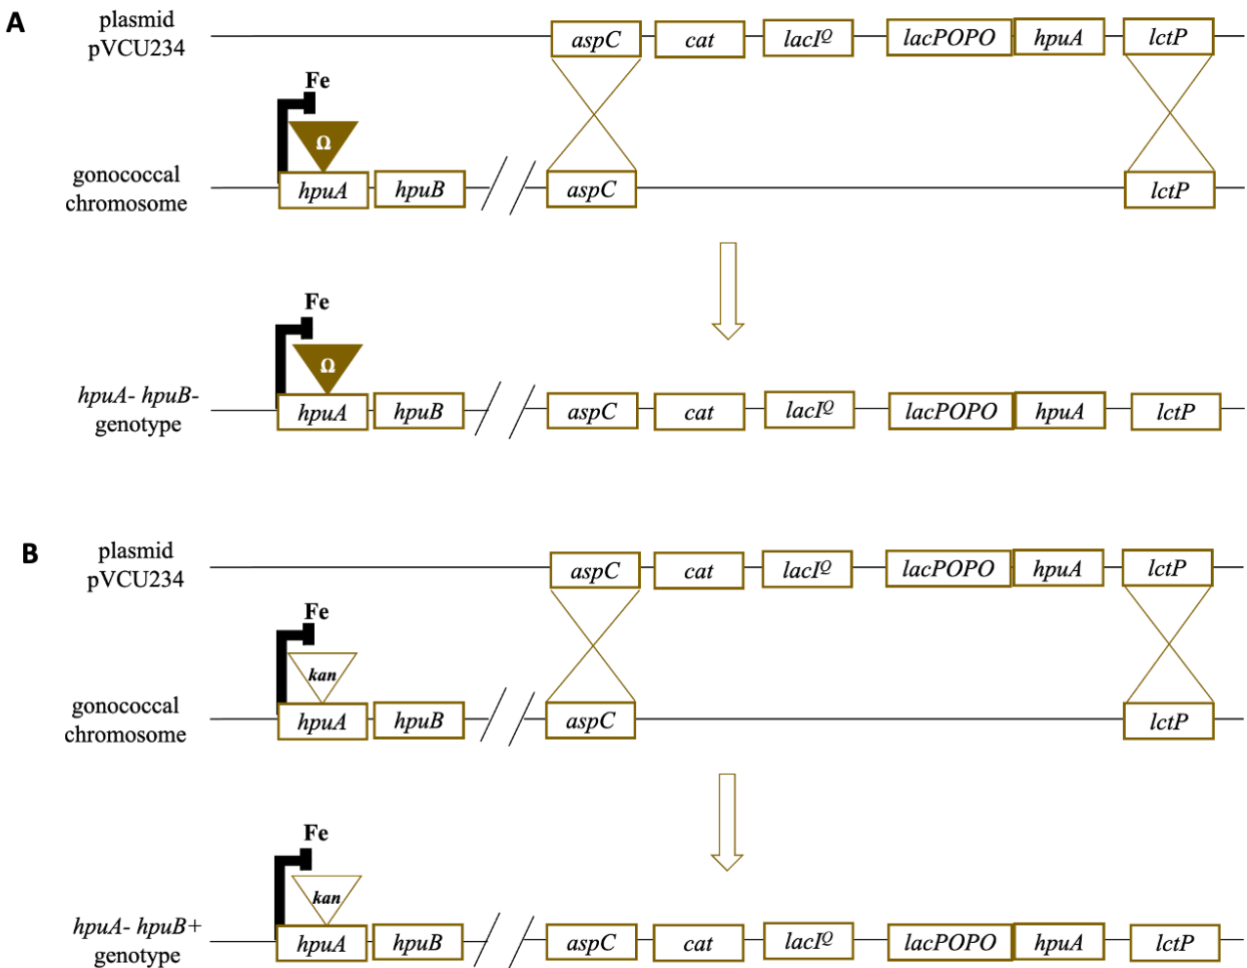 A
plasmid
pVCU234
aspC cat lacIQ lacPOPO hpuA lctP
Fe
Ω
gonococcal
chromosome
hpuA hpuB aspC lctP
Fe
Ω
hpuA- hpuB-
genotype
hpuA hpuB aspC cat lacIQ lacPOPO hpuA lctP
B
plasmid
pVCU234
aspC cat lacIQ lacPOPO hpuA lctP
Fe
kan
gonococcal
chromosome
hpuA hpuB aspC lctP
Fe
kan
hpuA- hpuB+
genotype
hpuA hpuB aspC cat lacIQ lacPOPO hpuA lctP